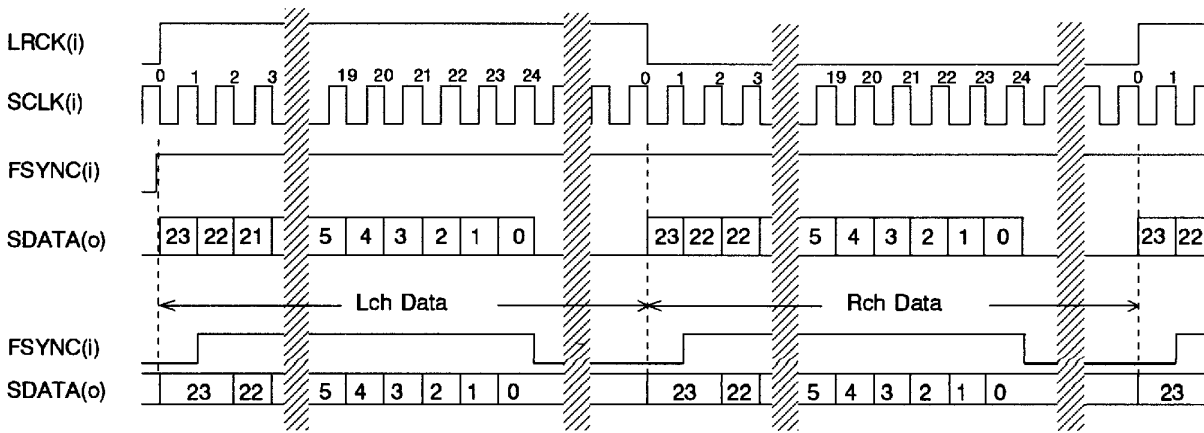 LRCK(i)
0 1 2 3 19 20 21 22 23 24 0 1 2 3 19 20 21 22 23 24 0 1
SCLK(i)
FSYNC(i)
SDATA(o) 23 22 21 5 4 3 2 1 0 23 22 22 5 4 3 2 1 0 23 22
Lch Data Rch Data
FSYNC(i)
SDATA(o) 23 22 5 4 3 2 1 0 23 22 5 4 3 2 1 0 23